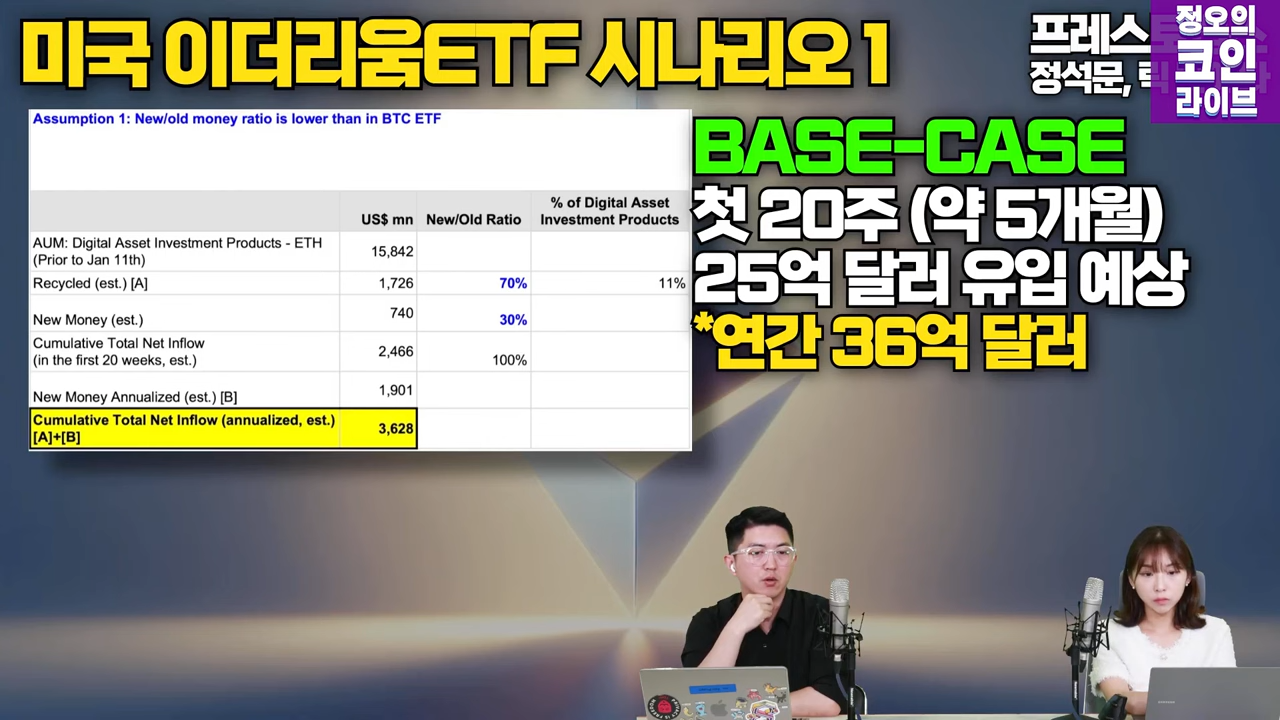 미국 이더리움ETF 시나리오 1
프레스
정석문,
정오의
코인
라이브
Assumption 1: New/old money ratio is lower than in BTC ETF
US$ mn New/Old Ratio % of Digital Asset Investment Products
AUM: Digital Asset Investment Products - ETH
(Prior to Jan 11th) 15,842
Recycled (est.) [A] 1,726 70% 11%
New Money (est.) 740 30%
Cumulative Total Net Inflow
(in the first 20 weeks, est.) 2,466 100%
New Money Annualized (est.) [B] 1,901
Cumulative Total Net Inflow (annualized, est.)
[A]+[B] 3,628
BASE-CASE
첫 20주 (약 5개월)
25억 달러 유입 예상
*연간 36억 달러